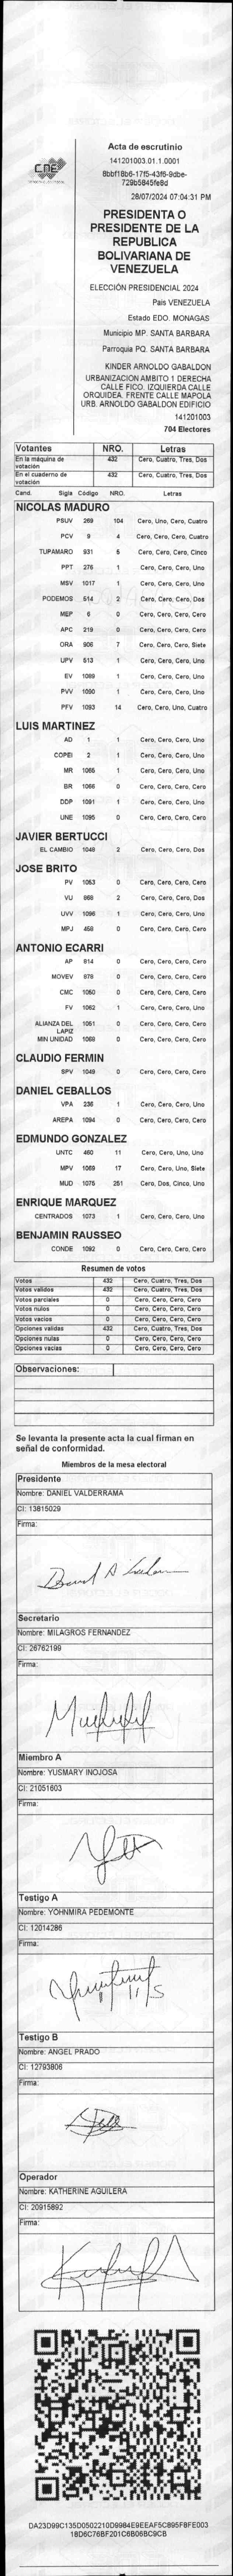 CNE
Acta de escrutinio
141201003.01.1.0001
8bbf18b6-17f5-43f6-9dbe-
729b5845fe8d
28/07/2024 07:04:31 PM
PRESIDENTA O
PRESIDENTE DE LA
REPUBLICA
BOLIVARIANA DE
VENEZUELA
ELECCIÓN PRESIDENCIAL 2024
Pais VENEZUELA
Estado EDO. MONAGAS
Municipio MP. SANTA BARBARA
Parroquia PQ. SANTA BARBARA
KINDER ARNOLDO GABALDON
URBANIZACION AMBITO 1 DERECHA
CALLE FICO. IZQUIERDA CALLE
ORQUIDEA. FRENTE CALLE MAPOLA
URB. ARNOLDO GABALDON EDIFICIO
141201003
704 Electores
Votantes NRO. Letras
En la máquina de votación 432 Cero, Cuatro, Tres, Dos
En el cuaderno de votación 432 Cero, Cuatro, Tres, Dos
Cand. Sigla Código NRO. Letras
NICOLAS MADURO
PSUV 269 104 Cero, Uno, Cero, Cuatro
PCV 9 4 Cero, Cero, Cero, Cuatro
TUPAMARO 931 5 Cero, Cero, Cero, Cinco
PPT 276 1 Cero, Cero, Cero, Uno
MSV 1017 1 Cero, Cero, Cero, Uno
PODEMOS 514 2 Cero, Cero, Cero, Dos
MEP 6 0 Cero, Cero, Cero, Cero
APC 219 0 Cero, Cero, Cero, Cero
ORA 906 7 Cero, Cero, Cero, Siete
UPV 513 1 Cero, Cero, Cero, Uno
EV 1089 1 Cero, Cero, Cero, Uno
PVV 1090 1 Cero, Cero, Cero, Uno
PFV 1093 14 Cero, Cero, Uno, Cuatro
LUIS MARTINEZ
AD 1 1 Cero, Cero, Cero, Uno
COPEI 2 1 Cero, Cero, Cero, Uno
MR 1065 1 Cero, Cero, Cero, Uno
BR 1066 0 Cero, Cero, Cero, Cero
DDP 1091 1 Cero, Cero, Cero, Uno
UNE 1095 0 Cero, Cero, Cero, Cero
JAVIER BERTUCCI
EL CAMBIO 1048 2 Cero, Cero, Cero, Dos
JOSE BRITO
PV 1053 0 Cero, Cero, Cero, Cero
VU 868 2 Cero, Cero, Cero, Dos
UVV 1096 1 Cero, Cero, Cero, Uno
MPJ 458 0 Cero, Cero, Cero, Cero
ANTONIO ECARRI
AP 814 0 Cero, Cero, Cero, Cero
MOVEV 878 0 Cero, Cero, Cero, Cero
CMC 1050 0 Cero, Cero, Cero, Cero
FV 1062 1 Cero, Cero, Cero, Uno
ALIANZA DEL LAPIZ 1051 0 Cero, Cero, Cero, Cero
MIN UNIDAD 1068 0 Cero, Cero, Cero, Cero
CLAUDIO FERMIN
SPV 1049 0 Cero, Cero, Cero, Cero
DANIEL CEBALLOS
VPA 236 1 Cero, Cero, Cero, Uno
AREPA 1094 0 Cero, Cero, Cero, Cero
EDMUNDO GONZALEZ
UNTC 460 11 Cero, Cero, Uno, Uno
MPV 1069 17 Cero, Cero, Uno, Siete
MUD 1076 251 Cero, Dos, Cinco, Uno
ENRIQUE MARQUEZ
CENTRADOS 1073 1 Cero, Cero, Cero, Uno
BENJAMIN RAUSSEO
CONDE 1092 0 Cero, Cero, Cero, Cero
Resumen de votos
Votos 432 Cero, Cuatro, Tres, Dos
Votos validos 432 Cero, Cuatro, Tres, Dos
Votos parciales 0 Cero, Cero, Cero, Cero
Votos nulos 0 Cero, Cero, Cero, Cero
Votos vacios 0 Cero, Cero, Cero, Cero
Opciones validas 432 Cero, Cuatro, Tres, Dos
Opciones nulas 0 Cero, Cero, Cero, Cero
Opciones vacias 0 Cero, Cero, Cero, Cero
Observaciones:
Se levanta la presente acta la cual firman en
señal de conformidad.
Miembros de la mesa electoral
Presidente
Nombre: DANIEL VALDERRAMA
CI: 13815029
Firma:
Secretario
Nombre: MILAGROS FERNANDEZ
CI: 26762199
Firma:
Miembro A
Nombre: YUSMARY INOJOSA
CI: 21051603
Firma:
Testigo A
Nombre: YOHNMIRA PEDEMONTE
CI: 12014286
Firma:
Testigo B
Nombre: ANGEL PRADO
CI: 12793806
Firma:
Operador
Nombre: KATHERINE AGUILERA
CI: 20915892
Firma:
DA23D99C135D0502210D9984E9EEAF5C895F8FE003
18D6C76BF201C6B06BC9CB